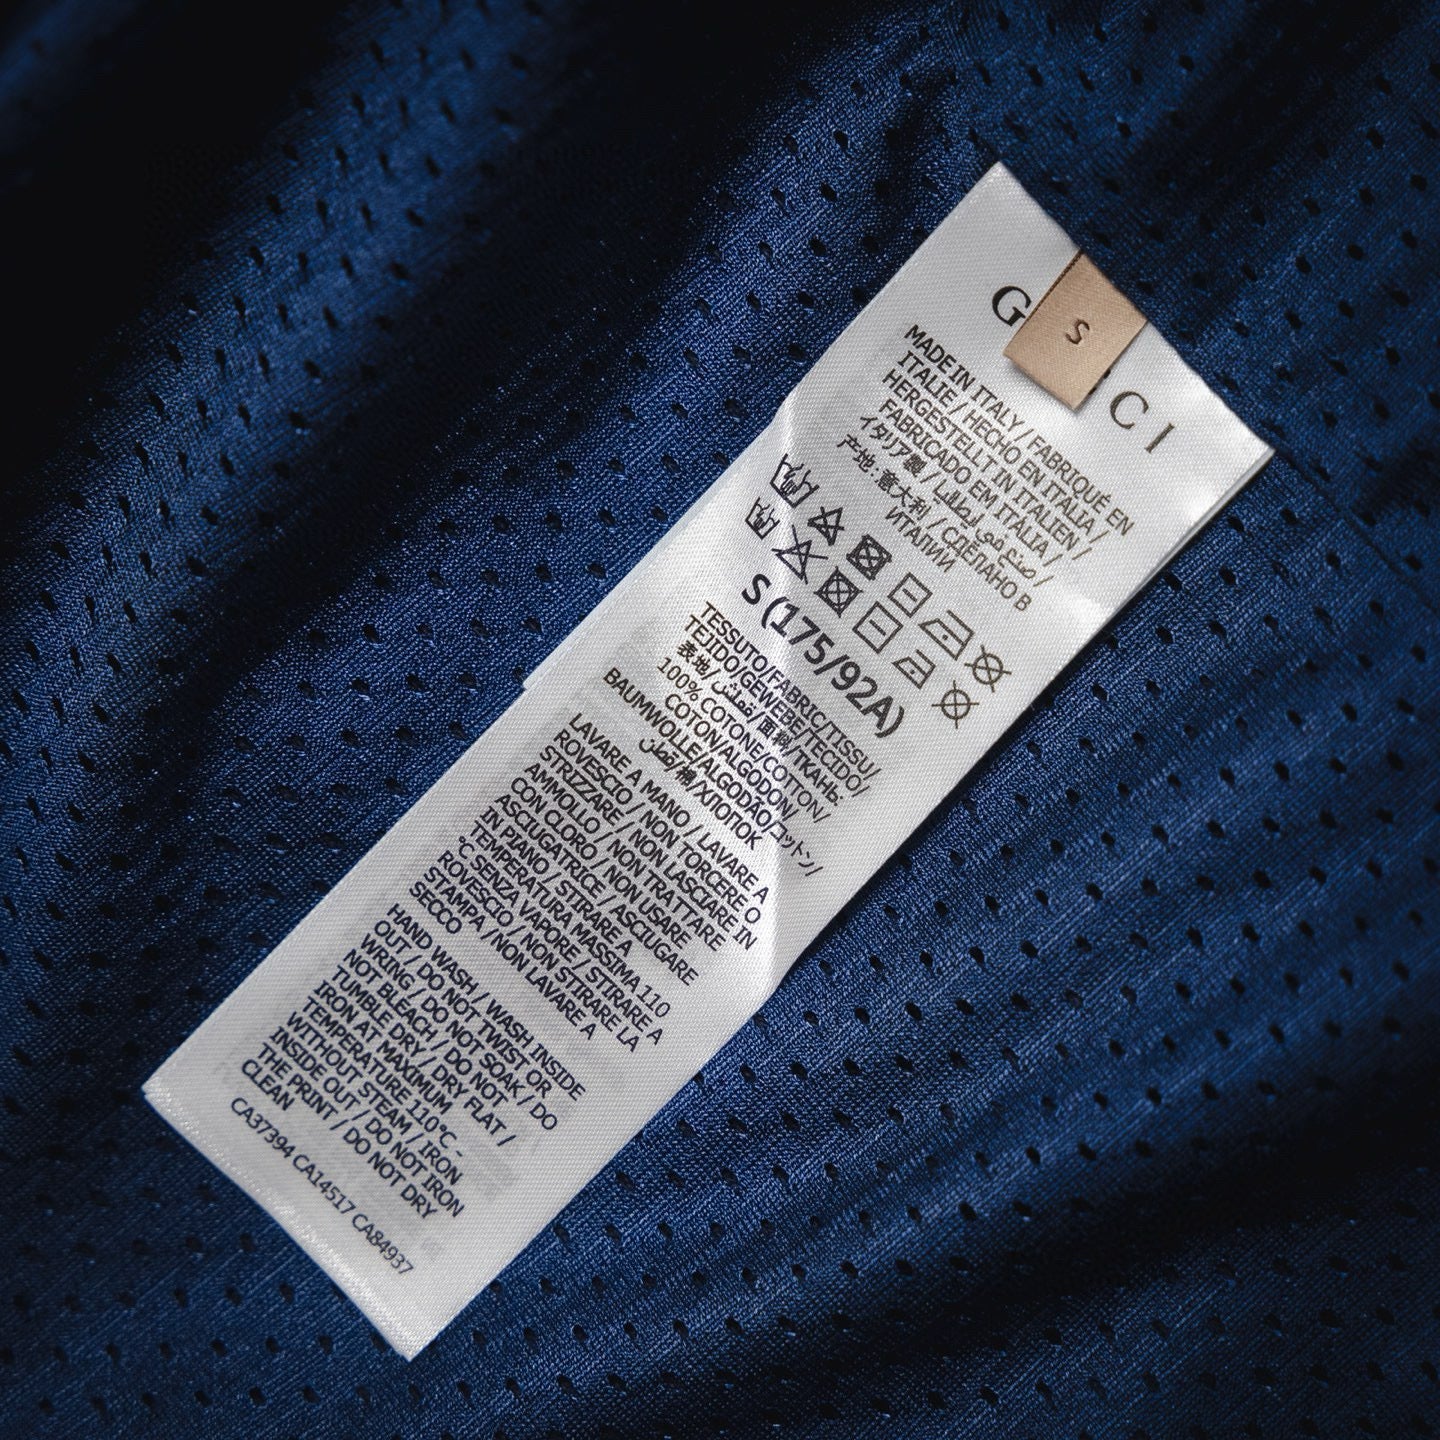 G CI
S
MADE IN ITALY / FABRIQUÉ EN
ITALIE / HECHO EN ITALIA /
HERGESTELLT IN ITALIEN /
FABRICADO EM ITALIA /
イタリア製 / صنع في إيطاليا /
产地：意大利 / СДЕЛАНО В
ИТАЛИИ
S (175/92A)
TESSUTO/FABRIC/TISSU/
TEJIDO/GEWEBE/TECIDO/
表地/قماش/面料/ТКАНЬ:
100% COTONE/COTTON/
COTON/ALGODON/
BAUMWOLLE/ALGODÃO/コットン/
قطن/棉/ХЛОПОК
LAVARE A MANO / LAVARE A
ROVESCIO / NON TORCERE O
STRIZZARE / NON LASCIARE IN
AMMOLLO / NON TRATTARE
CON CLORO / NON USARE
ASCIUGATRICE / ASCIUGARE
IN PIANO / STIRARE A
TEMPERATURA MASSIMA 110
°C SENZA VAPORE / STIRARE A
ROVESCIO / NON STIRARE LA
STAMPA / NON LAVARE A
SECCO
HAND WASH / WASH INSIDE
OUT / DO NOT TWIST OR
WRING / DO NOT SOAK / DO
NOT BLEACH / DO NOT
TUMBLE DRY / DRY FLAT /
IRON AT MAXIMUM
TEMPERATURE 110°C -
WITHOUT STEAM / IRON
INSIDE OUT / DO NOT IRON
THE PRINT / DO NOT DRY
CLEAN
CA37394 CA14517 CA84937